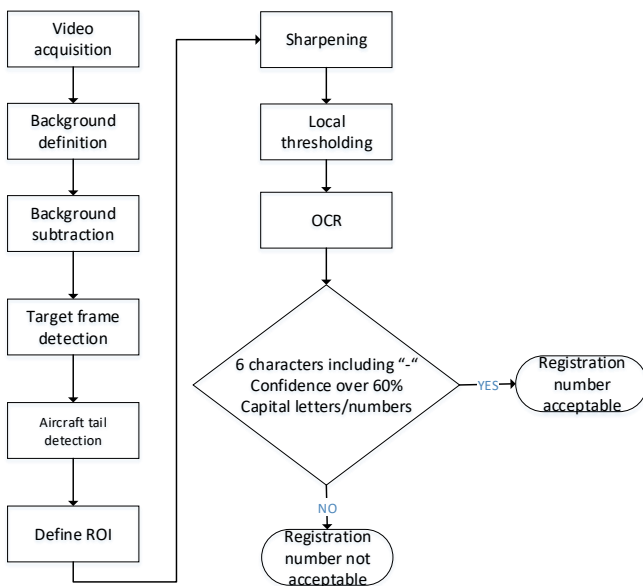 Video
acquisition
Background
definition
Background
subtraction
Target frame
detection
Aircraft tail
detection
Define ROI
Sharpening
Local
thresholding
OCR
6 characters including “-“
Confidence over 60%
Capital letters/numbers
YES
Registration
number
acceptable
NO
Registration
number not
acceptable